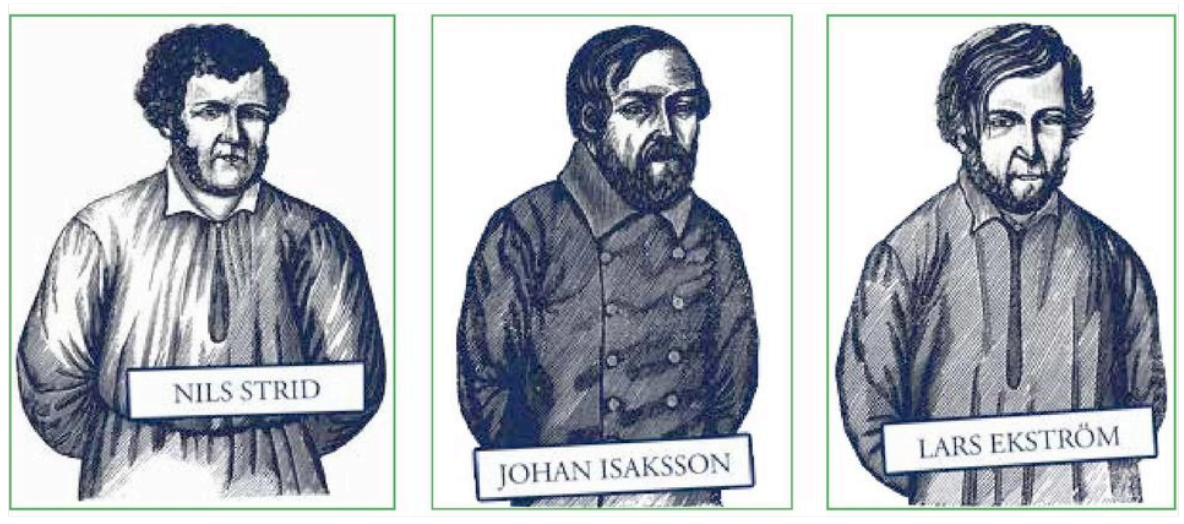 NILS STRID
JOHAN ISAKSSON
LARS EKSTRÖM